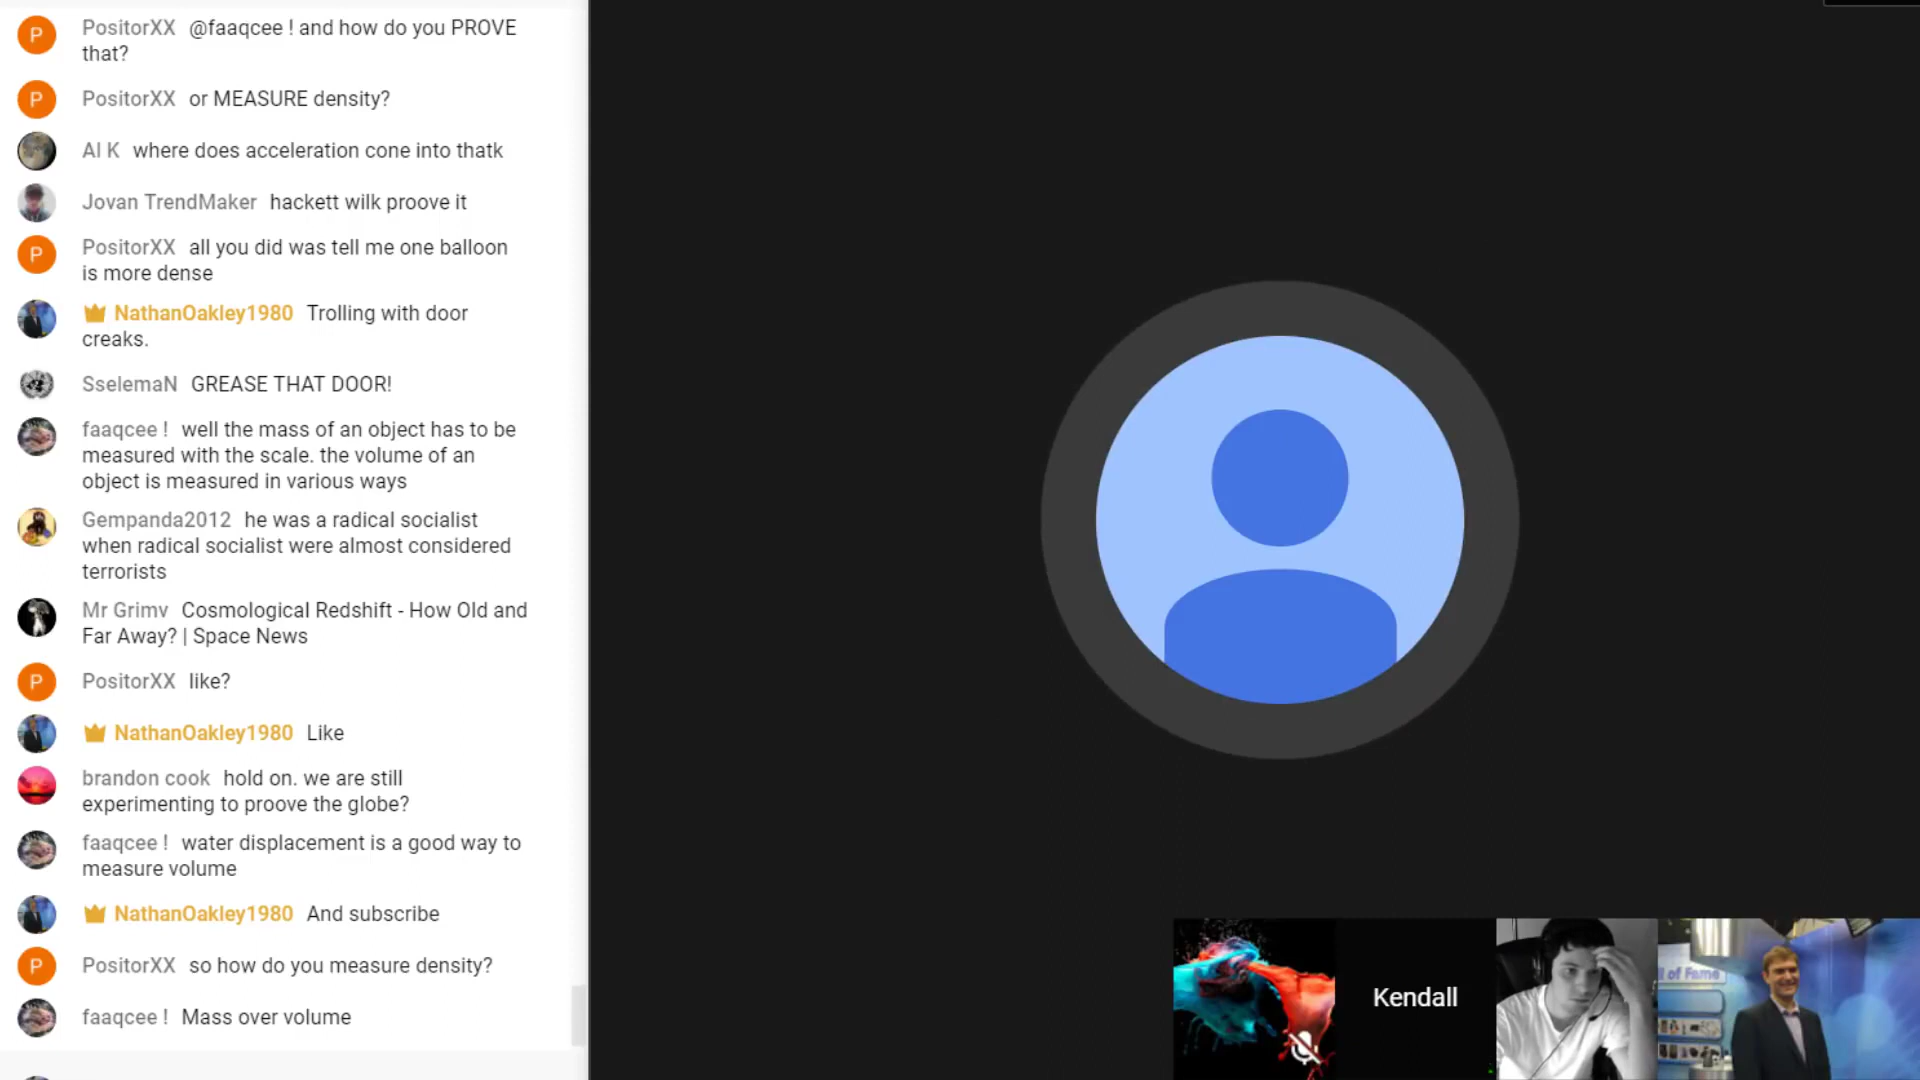 P PositorXX @faaqcee ! and how do you PROVE
that?
P PositorXX or MEASURE density?
Al K where does acceleration cone into thatk
Jovan TrendMaker hackett wilk proove it
P PositorXX all you did was tell me one balloon
is more dense
NathanOakley1980 Trolling with door
creaks.
SselemaN GREASE THAT DOOR!
faaqcee ! well the mass of an object has to be
measured with the scale. the volume of an
object is measured in various ways
Gempanda2012 he was a radical socialist
when radical socialist were almost considered
terrorists
Mr Grimv Cosmological Redshift - How Old and
Far Away? | Space News
P PositorXX like?
NathanOakley1980 Like
brandon cook hold on. we are still
experimenting to proove the globe?
faaqcee ! water displacement is a good way to
measure volume
NathanOakley1980 And subscribe
P PositorXX so how do you measure density?
faaqcee ! Mass over volume
Kendall
l of Fame